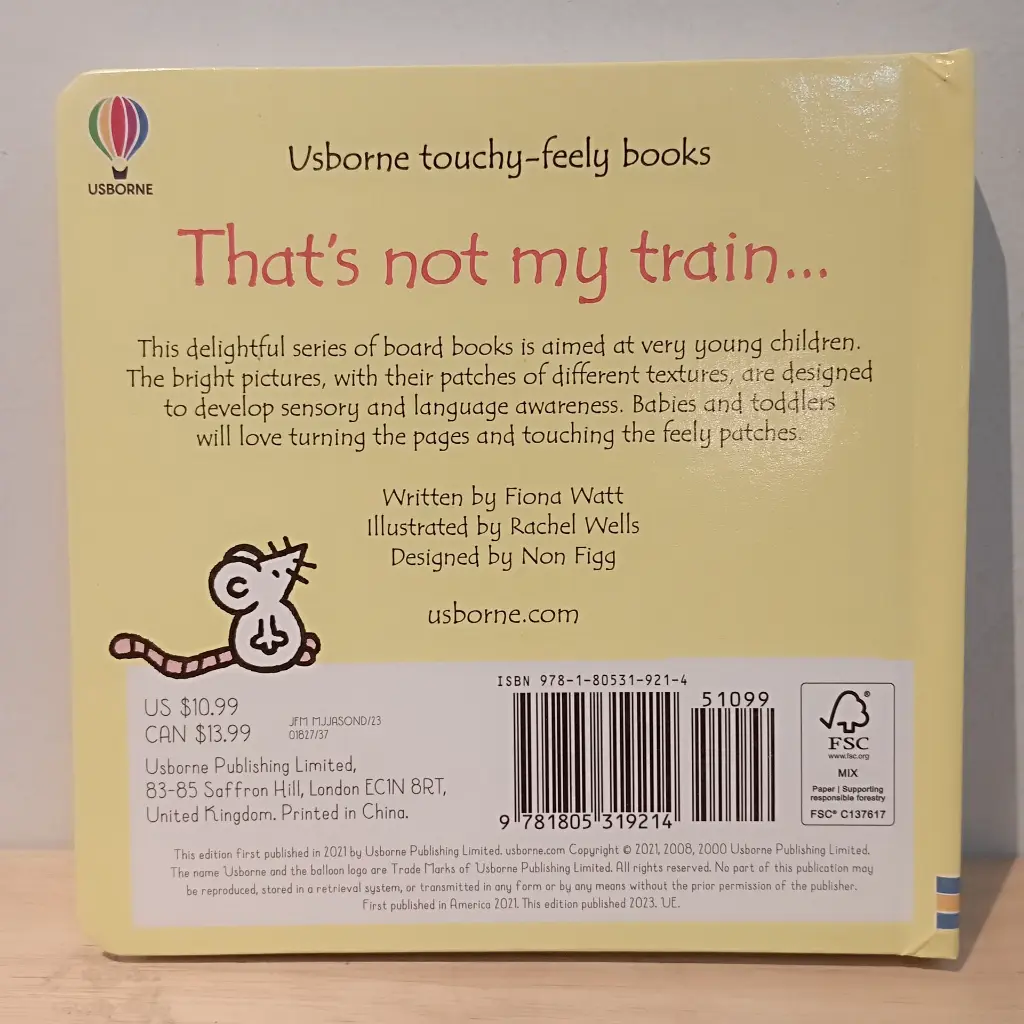 USBORNE
Usborne touchy-feely books
That's not my train...
This delightful series of board books is aimed at very young children.
The bright pictures, with their patches of different textures, are designed
to develop sensory and language awareness. Babies and toddlers
will love turning the pages and touching the feely patches.
Written by Fiona Watt
Illustrated by Rachel Wells
Designed by Non Figg
usborne.com
US $10.99
CAN $13.99
JFM MJJASOND/23
01827/37
Usborne Publishing Limited,
83-85 Saffron Hill, London EC1N 8RT,
United Kingdom. Printed in China.
ISBN 978-1-80531-921-4
51099
9 781805 319214
FSC®
www.fsc.org
MIX
Paper | Supporting
responsible forestry
FSC® C137617
This edition first published in 2021 by Usborne Publishing Limited. usborne.com Copyright © 2021, 2008, 2000 Usborne Publishing Limited.
The name Usborne and the balloon logo are Trade Marks of Usborne Publishing Limited. All rights reserved. No part of this publication may
be reproduced, stored in a retrieval system, or transmitted in any form or by any means without the prior permission of the publisher.
First published in America 2021. This edition published 2023. UE.